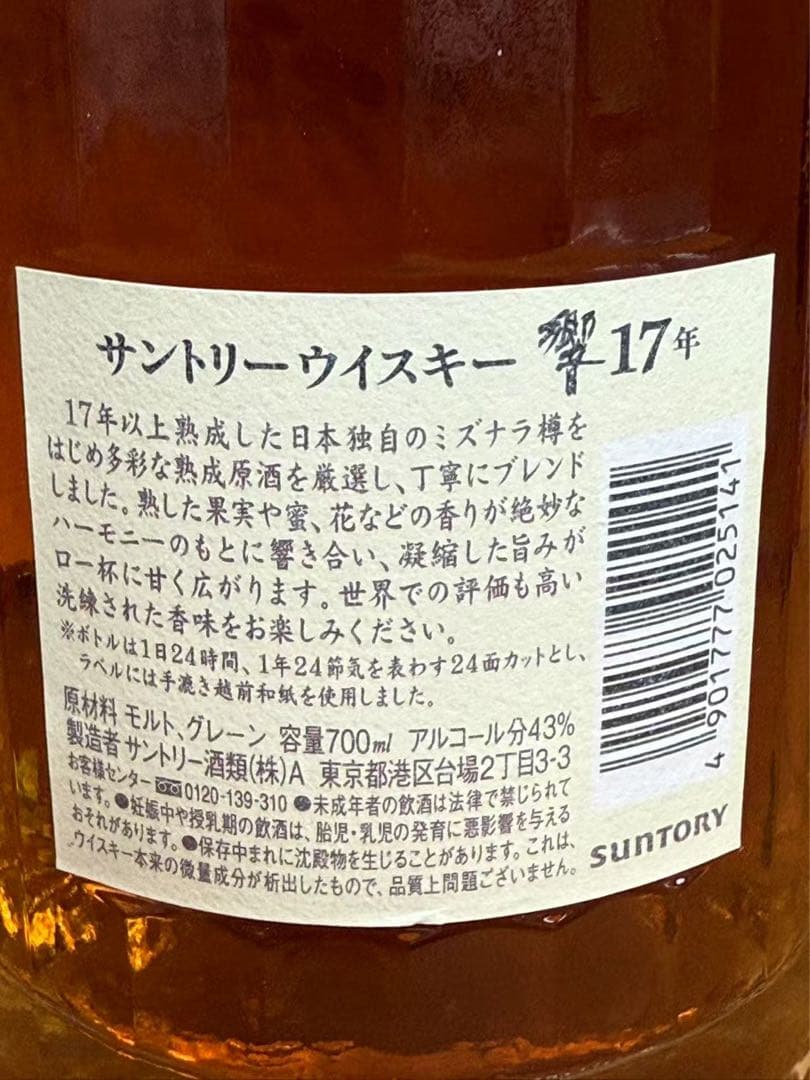 サントリーウイスキー 響 17年
17年以上熟成した日本独自のミズナラ樽を
はじめ多彩な熟成原酒を厳選し、丁寧にブレンド
しました。熟した果実や蜜、花などの香りが絶妙な
ハーモニーのもとに響き合い、凝縮した旨みが
口一杯に甘く広がります。世界での評価も高い
洗練された香味をお楽しみください。
※ボトルは1日24時間、1年24節気を表わす24面カットとし、
ラベルには手漉き越前和紙を使用しました。
原材料 モルト、グレーン 容量700ml アルコール分43%
製造者 サントリー酒類(株)A 東京都港区台場2丁目3-3
お客様センター 0120-139-310 ●未成年者の飲酒は法律で禁じられて
います。●妊娠中や授乳期の飲酒は、胎児・乳児の発育に悪影響を与える
おそれがあります。●保存中まれに沈殿物を生じることがあります。これは、
ウイスキー本来の微量成分が析出したもので、品質上問題ございません。
4 901777 025141
SUNTORY